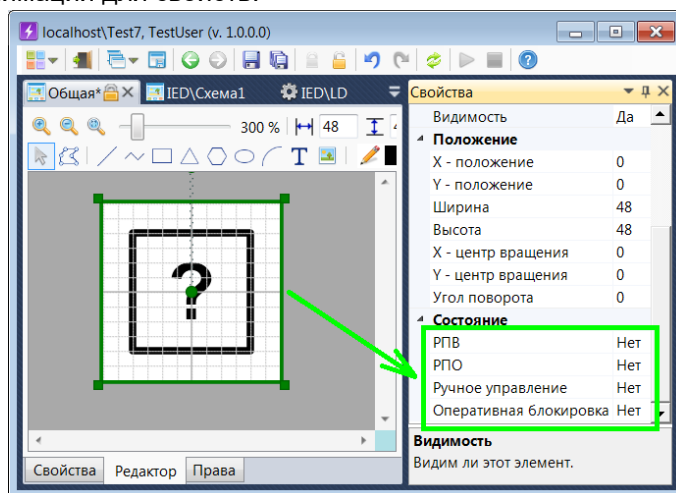 localhost\Test7, TestUser (v. 1.0.0.0)
Общая* IED\Схема1 IED\LD
300 % 48
T
?
Свойства Редактор Права
Свойства
Видимость Да
Положение
X - положение 0
Y - положение 0
Ширина 48
Высота 48
X - центр вращения 0
Y - центр вращения 0
Угол поворота 0
Состояние
РПВ Нет
РПО Нет
Ручное управление Нет
Оперативная блокировка Нет
Видимость
Видим ли этот элемент.